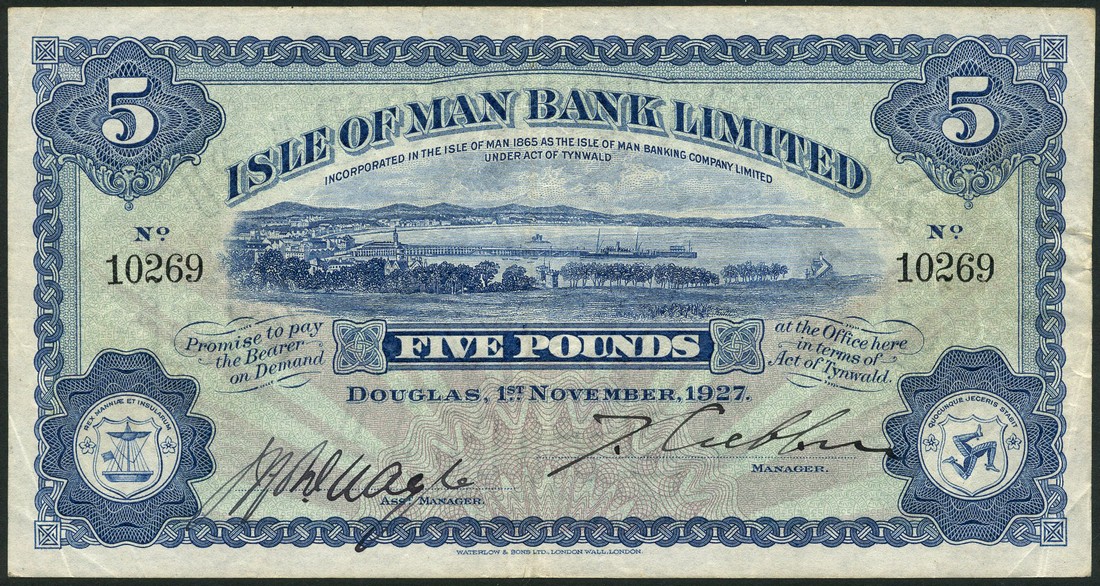 5
5
ISLE OF MAN BANK LIMITED
INCORPORATED IN THE ISLE OF MAN 1865 AS THE ISLE OF MAN BANKING COMPANY LIMITED
UNDER ACT OF TYNWALD
Nº
10269
Nº
10269
Promise to pay
the Bearer
on Demand
FIVE POUNDS
at the Office here
in terms of
Act of Tynwald.
DOUGLAS, 1ST NOVEMBER, 1927.
REX MANNIÆ ET INSULARUM
QUOCUNQUE JECERIS STABIT
ASST MANAGER.
MANAGER.
WATERLOW & SONS LTD., LONDON WALL, LONDON.